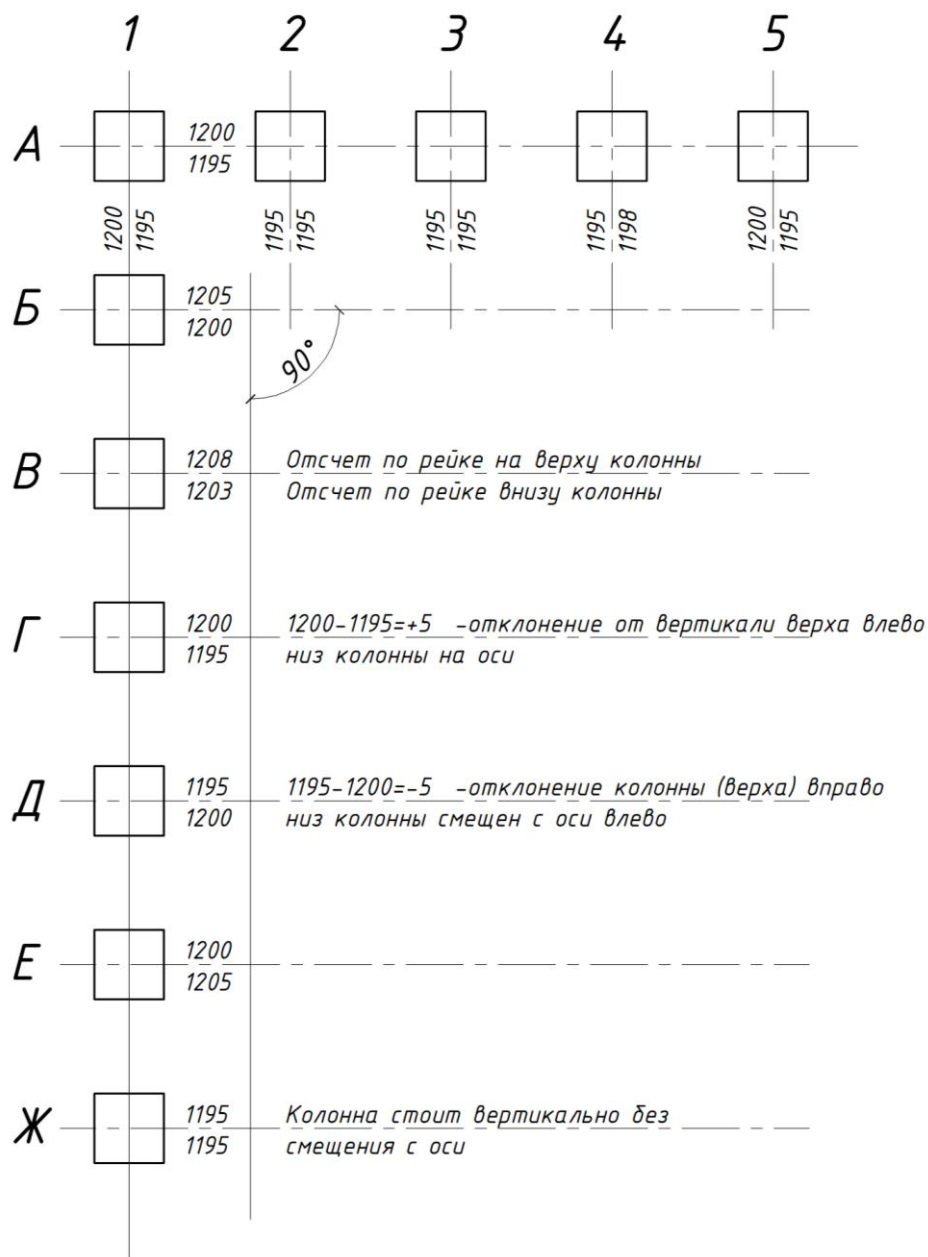 1 2 3 4 5
А 1200
1195
1200 1195 1195 1195 1195 1195 1195 1198 1200 1195
Б 1205
1200
90°
В 1208 Отсчет по рейке на верху колонны
1203 Отсчет по рейке внизу колонны
Г 1200 1200-1195=+5 -отклонение от вертикали верха влево
1195 низ колонны на оси
Д 1195 1195-1200=-5 -отклонение колонны (верха) вправо
1200 низ колонны смещен с оси влево
Е 1200
1205
Ж 1195 Колонна стоит вертикально без
1195 смещения с оси